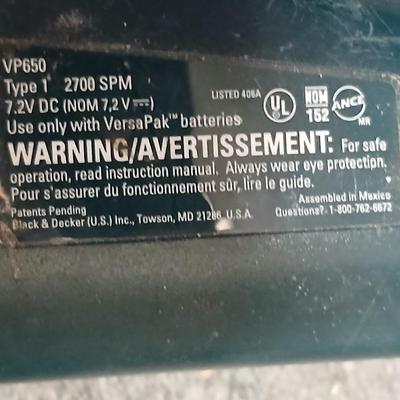 VP650
Type 1 2700 SPM
7.2V DC (NOM 7,2 V ⎓)
LISTED 406A
UL
NOM
152
ANCE
MR
Use only with VersaPak™ batteries
WARNING/AVERTISSEMENT: For safe
operation, read instruction manual. Always wear eye protection.
Pour s'assurer du fonctionnement sûr, lire le guide.
Patents Pending
Assembled in Mexico
Black & Decker (U.S.) Inc., Towson, MD 21286, U.S.A.
Questions? 1-800-762-6672